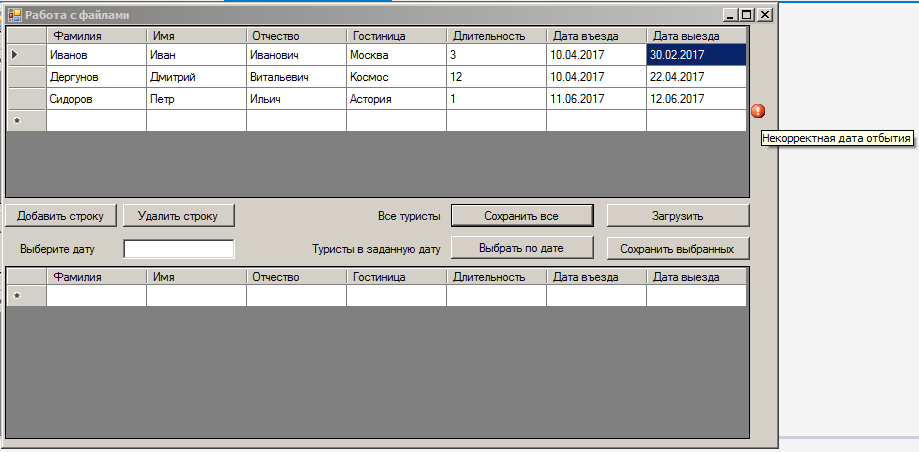 Работа с файлами
Фамилия Имя Отчество Гостиница Длительность Дата въезда Дата выезда
Иванов Иван Иванович Москва 3 10.04.2017 30.02.2017
Дергунов Дмитрий Витальевич Космос 12 10.04.2017 22.04.2017
Сидоров Петр Ильич Астория 1 11.06.2017 12.06.2017
*
Некорректная дата отбытия
Добавить строку Удалить строку Все туристы Сохранить все Загрузить
Выберите дату Туристы в заданную дату Выбрать по дате Сохранить выбранных
Фамилия Имя Отчество Гостиница Длительность Дата въезда Дата выезда
*